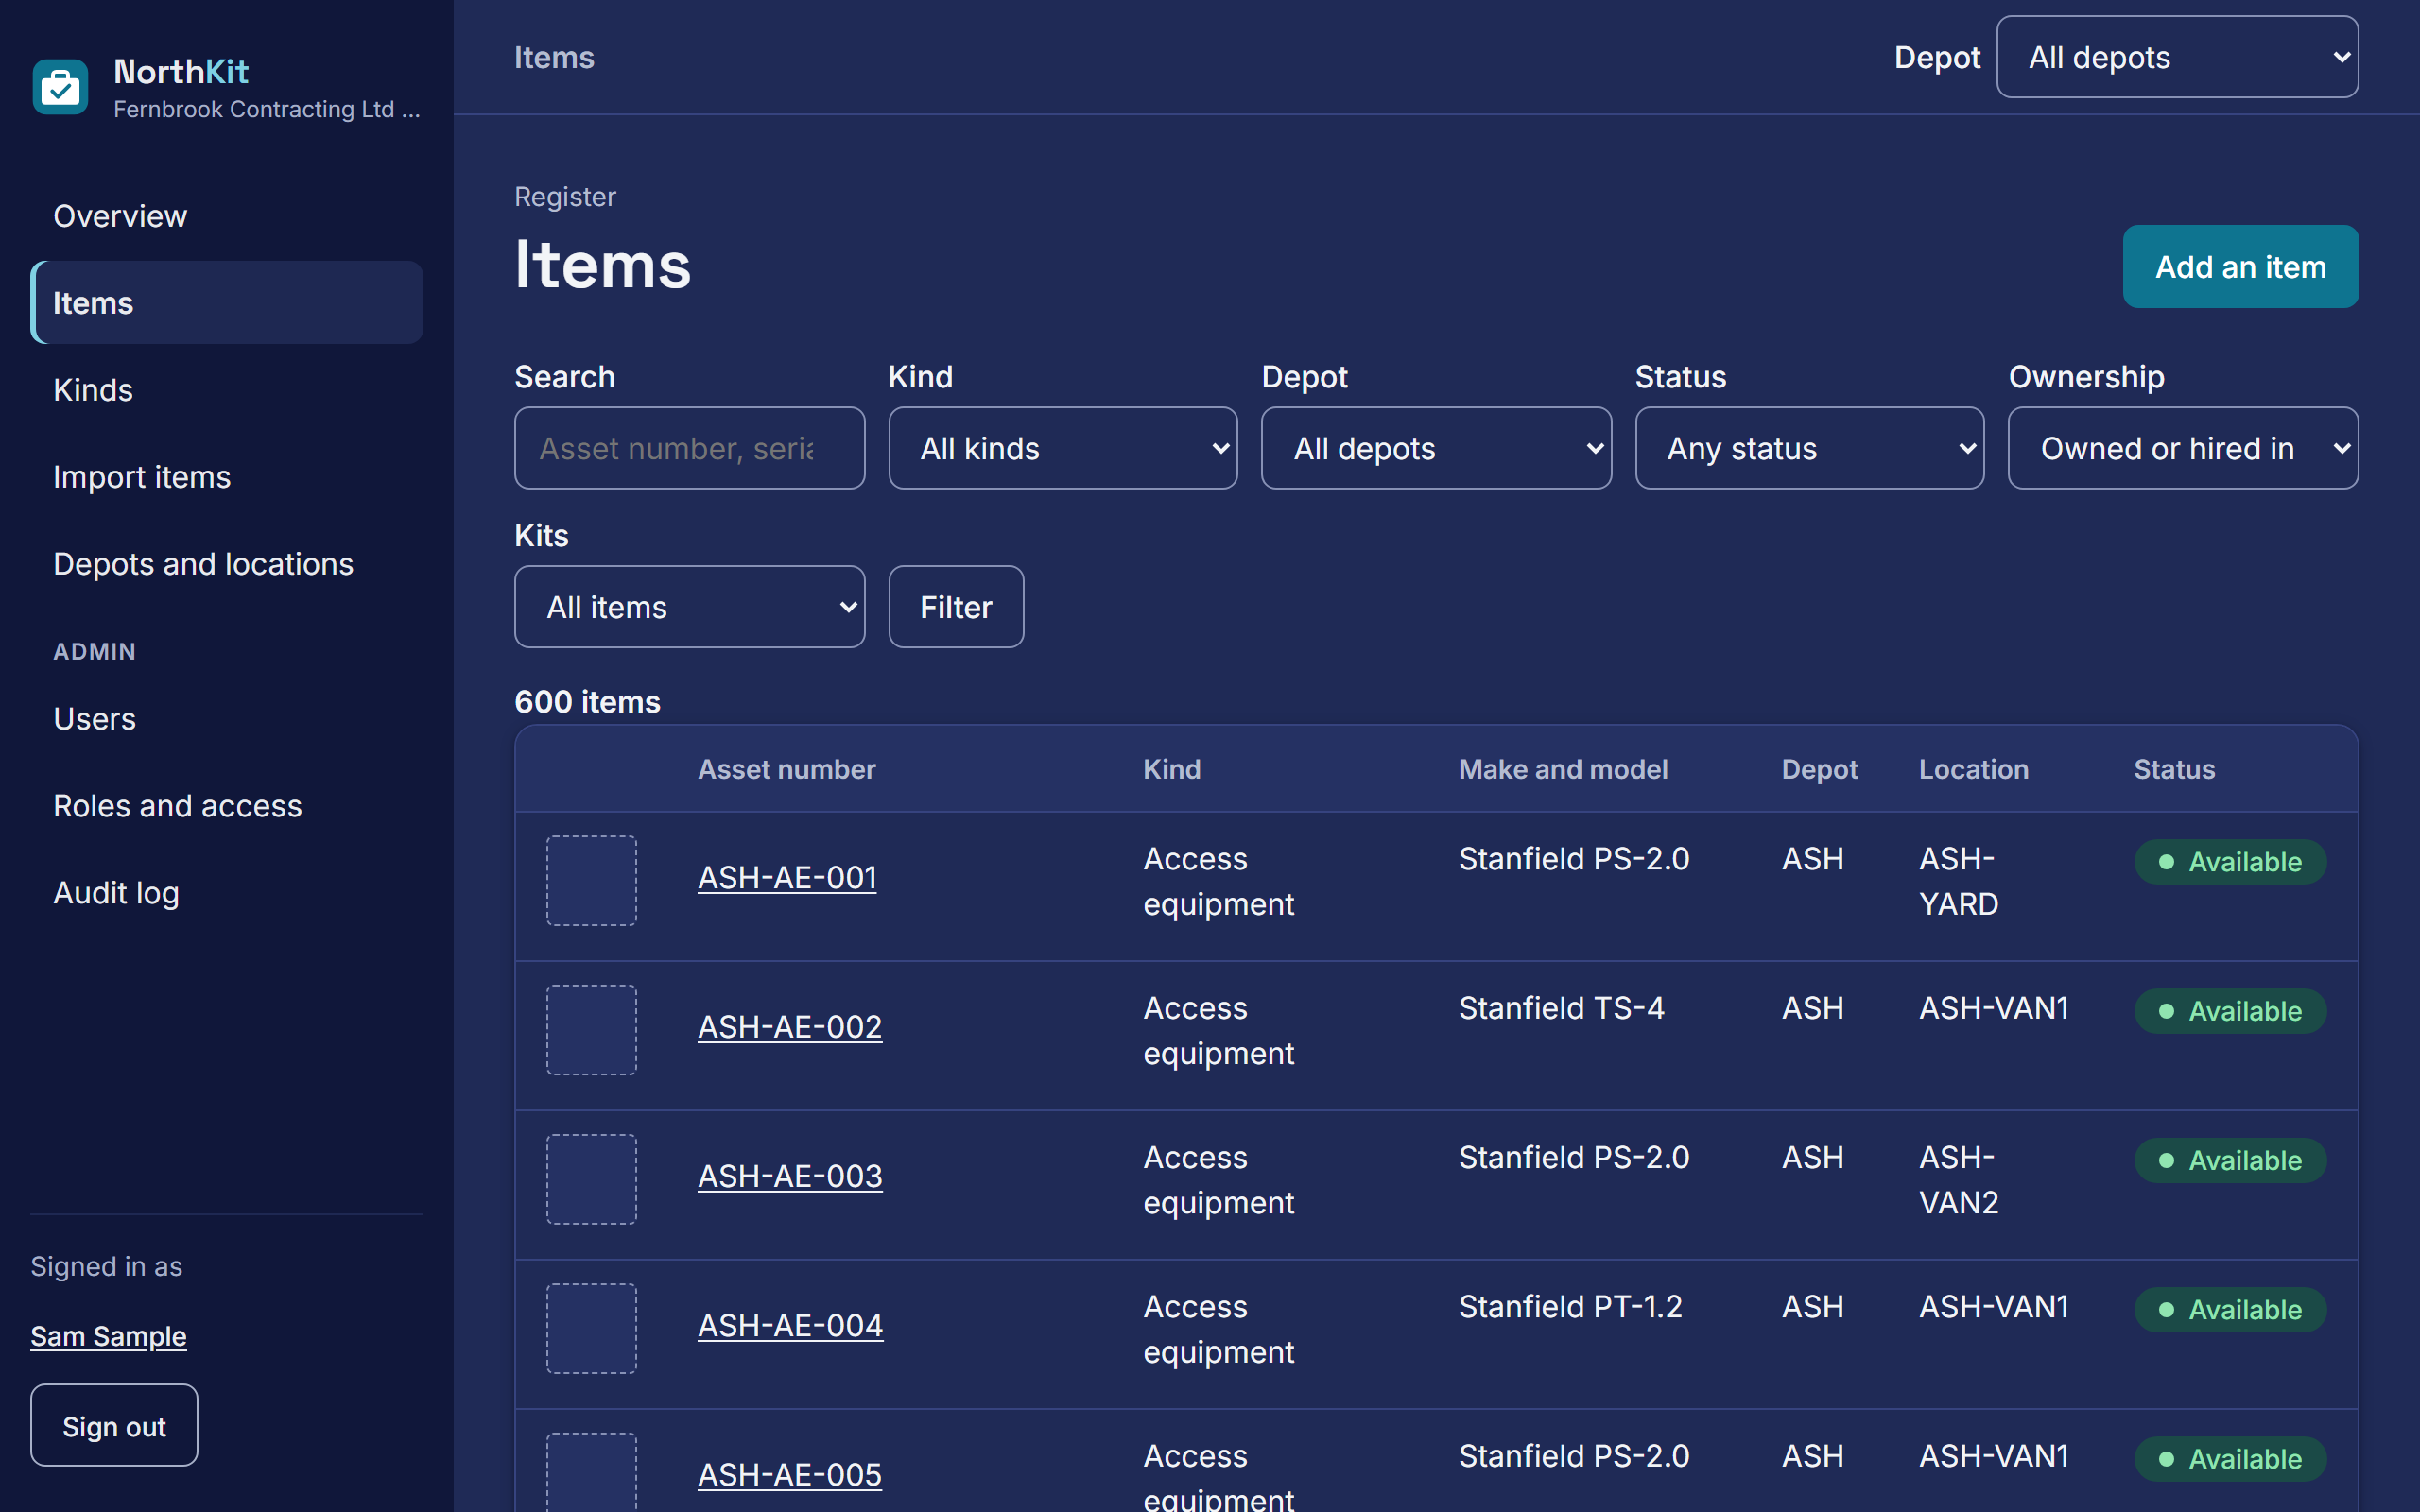 NorthKit
Fernbrook Contracting Ltd ...
Overview
Items
Kinds
Import items
Depots and locations
ADMIN
Users
Roles and access
Audit log
Signed in as
Sam Sample
Sign out
Items
Depot All depots
Register
Items
Add an item
Search Kind Depot Status Ownership
Asset number, seria All kinds All depots Any status Owned or hired in
Kits
All items Filter
600 items
Asset number Kind Make and model Depot Location Status
ASH-AE-001 Access equipment Stanfield PS-2.0 ASH ASH-YARD Available
ASH-AE-002 Access equipment Stanfield TS-4 ASH ASH-VAN1 Available
ASH-AE-003 Access equipment Stanfield PS-2.0 ASH ASH-VAN2 Available
ASH-AE-004 Access equipment Stanfield PT-1.2 ASH ASH-VAN1 Available
ASH-AE-005 Access equipment Stanfield PS-2.0 ASH ASH-VAN1 Available